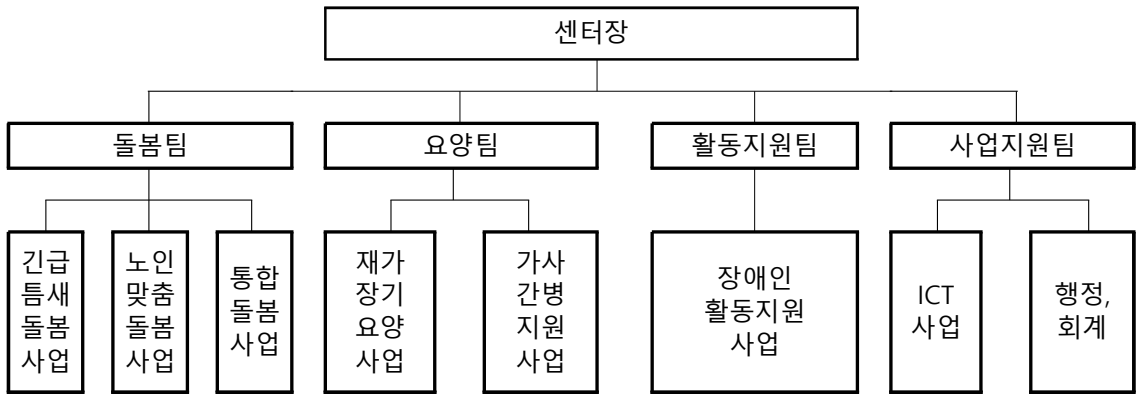 센터장
돌봄팀
요양팀
활동지원팀
사업지원팀
긴급
틈새
돌봄
사업
노인
맞춤
돌봄
사업
통합
돌봄
사업
재가
장기
요양
사업
가사
간병
지원
사업
장애인
활동지원
사업
ICT
사업
행정,
회계